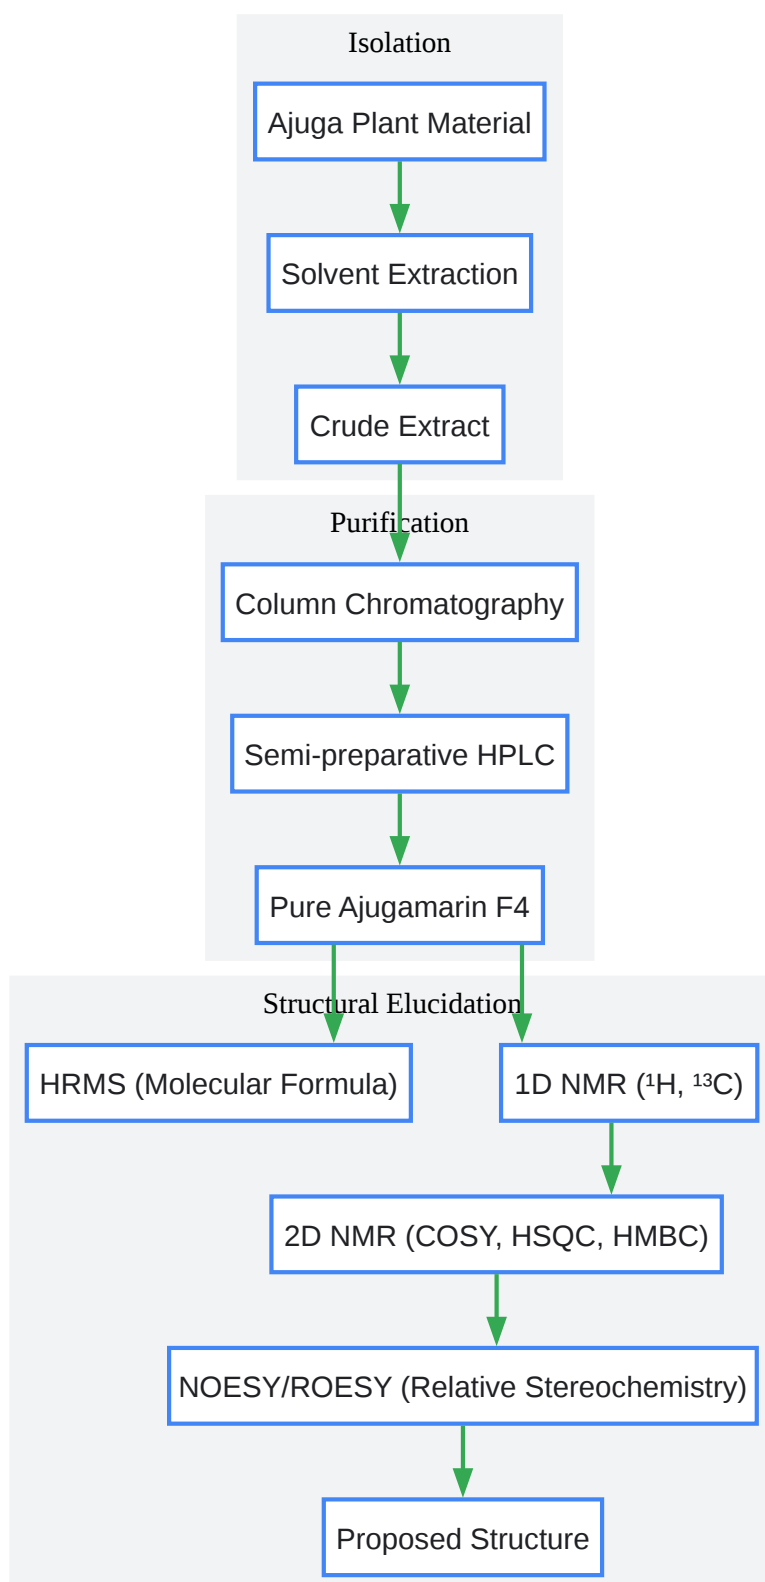 Isolation
Ajuga Plant Material
Solvent Extraction
Crude Extract
Purification
Column Chromatography
Semi-preparative HPLC
Pure Ajugamarin F4
Structural Elucidation
HRMS (Molecular Formula)
1D NMR (¹H, ¹³C)
2D NMR (COSY, HSQC, HMBC)
NOESY/ROESY (Relative Stereochemistry)
Proposed Structure